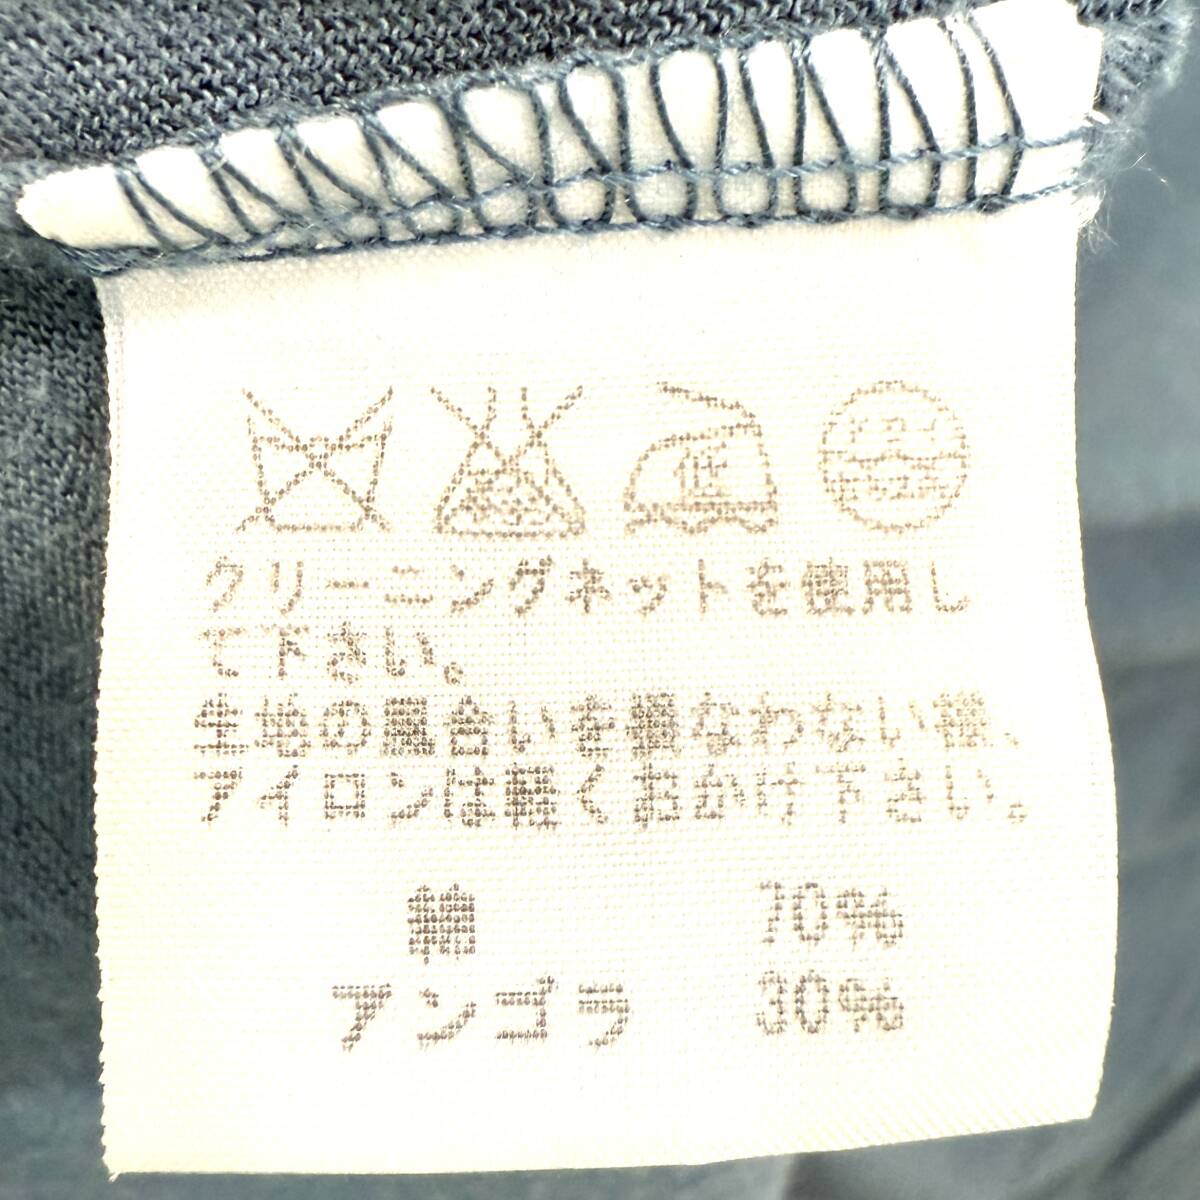 低
クリーニングネットを使用し
て下さい。
生地の風合いを損なわない様、
アイロンは軽くおかけ下さい。
綿 70%
アンゴラ 30%